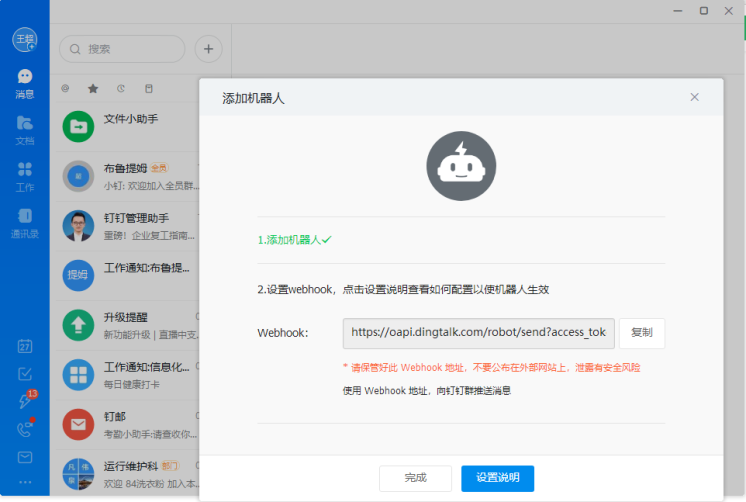 王超
消息
文档
工作
通讯录
27
13
搜索
文件小助手
布鲁提姆 全员
小钉: 欢迎加入全员群...
钉钉管理助手
重磅！企业复工指南...
提姆
工作通知:布鲁提...
升级提醒
新功能升级 | 直播中支...
工作通知:信息化...
每日健康打卡
钉邮
考勤小助手:请查收你...
运行维护科 部门
欢迎 84洗衣粉 加入本...
添加机器人
1.添加机器人
2.设置webhook，点击设置说明查看如何配置以使机器人生效
Webhook:
https://oapi.dingtalk.com/robot/send?access_tok
复制
* 请保管好此 Webhook 地址，不要公布在外部网站上，泄露有安全风险
使用 Webhook 地址，向钉钉群推送消息
完成
设置说明